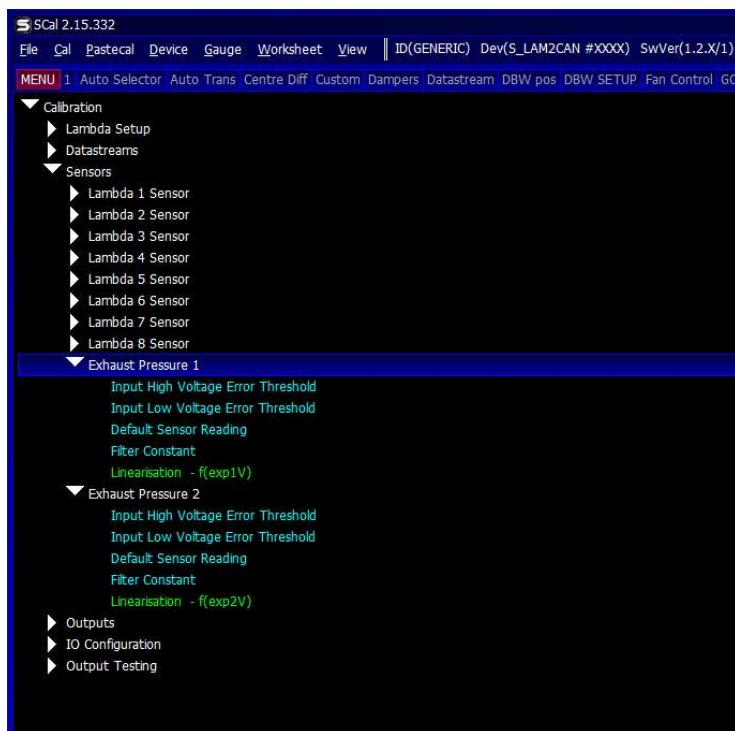 SCal 2.15.332
File Cal Pastecal Device Gauge Worksheet View ID(GENERIC) Dev(S_LAM2CAN #XXXX) SwVer(1.2.X/1)
MENU 1 Auto Selector Auto Trans Centre Diff Custom Dampers Datastream DBW pos DBW SETUP Fan Control
Calibration
Lambda Setup
Datastreams
Sensors
Lambda 1 Sensor
Lambda 2 Sensor
Lambda 3 Sensor
Lambda 4 Sensor
Lambda 5 Sensor
Lambda 6 Sensor
Lambda 7 Sensor
Lambda 8 Sensor
Exhaust Pressure 1
Input High Voltage Error Threshold
Input Low Voltage Error Threshold
Default Sensor Reading
Filter Constant
Linearisation - f(exp1V)
Exhaust Pressure 2
Input High Voltage Error Threshold
Input Low Voltage Error Threshold
Default Sensor Reading
Filter Constant
Linearisation - f(exp2V)
Outputs
IO Configuration
Output Testing